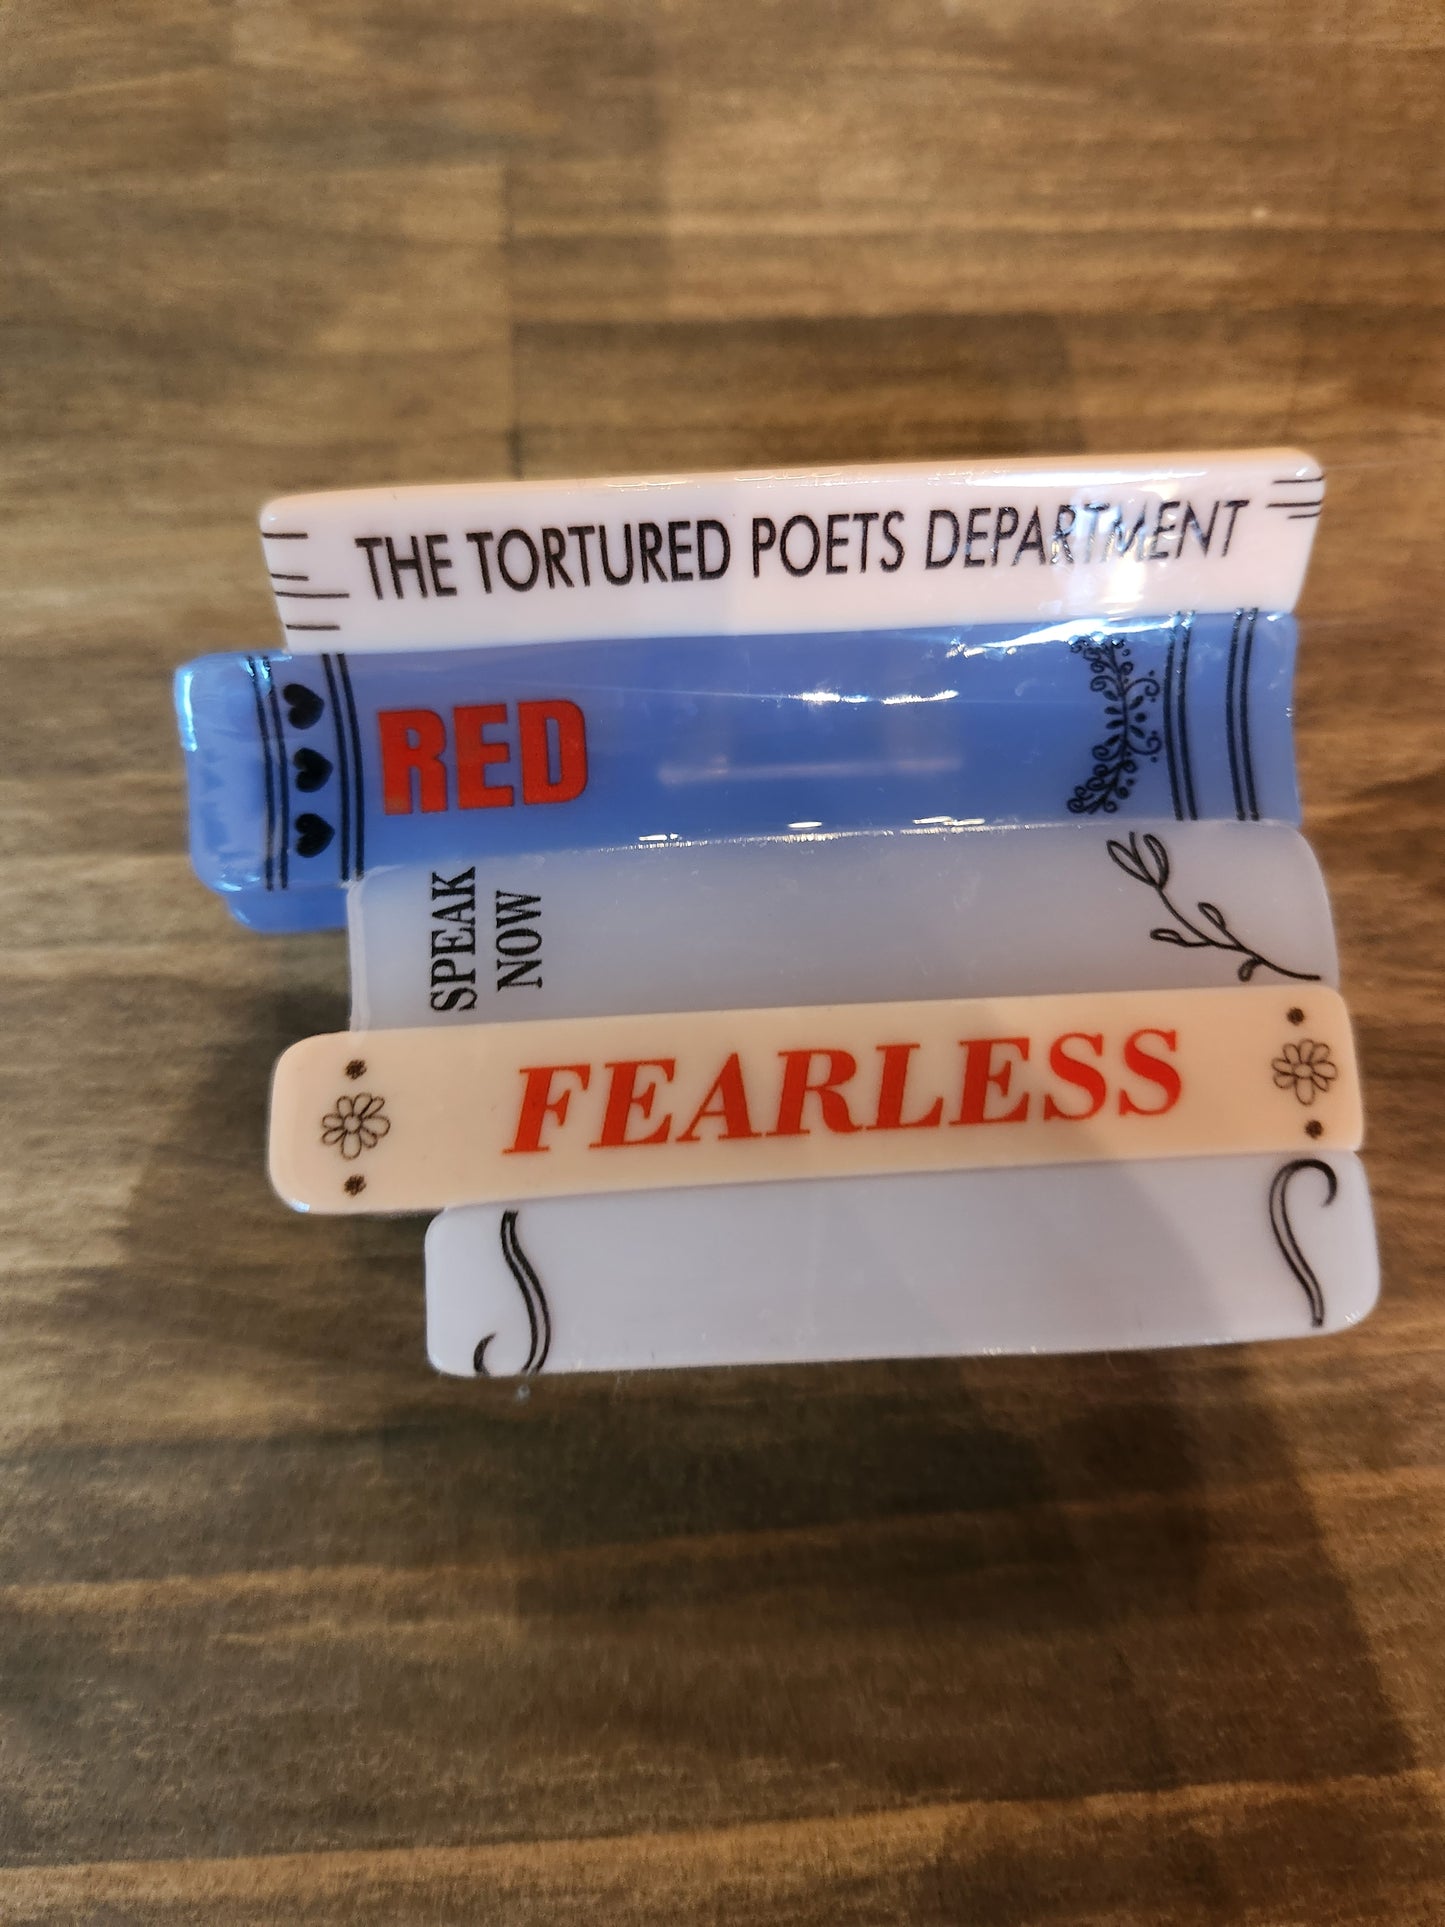 THE TORTURED POETS DEPARTMENT
RED
SPEAK
NOW
FEARLESS